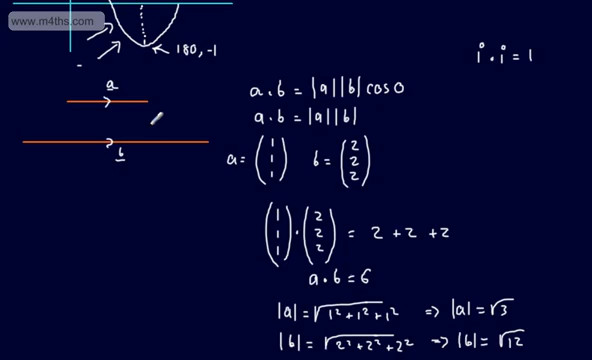 www.m4ths.com
180, -1
i · i = 1
a
b
a · b = |a||b| cos 0
a · b = |a||b|
a = (1 1 1) b = (2 2 2)
(1 1 1) · (2 2 2) = 2 + 2 + 2
a · b = 6
|a| = √1² + 1² + 1² => |a| = √3
|b| = √2² + 2² + 2² => |b| = √12